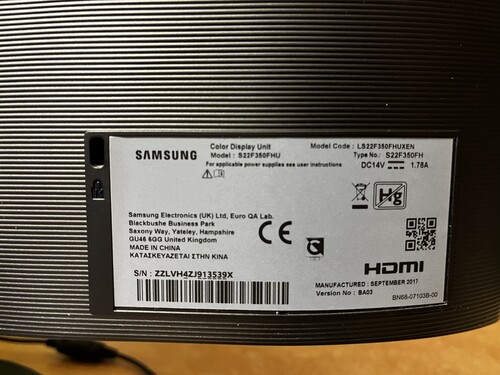 SAMSUNG
Color Display Unit
Model : S22F350FHU
Model Code : LS22F350FHUXEN
Type No.: S22F350FH
For applicable power supplies see user instructions
DC14V 1.78A
Hg
Samsung Electronics (UK) Ltd, Euro QA Lab.
Blackbushe Business Park
Saxony Way, Yateley, Hampshire
GU46 6GG United Kingdom
MADE IN CHINA
ΚΑΤΑΣΚΕΥΑΖΕΤΑΙ ΣΤΗΝ ΚΙΝΑ
CE
S/N : ZZLVH4ZJ913539X
HDMI
MANUFACTURED : SEPTEMBER 2017
Version No : BA03
BN68-07103B-00